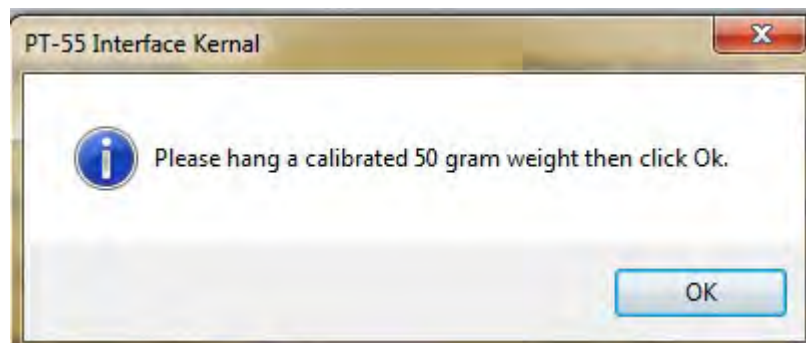 PT-55 Interface Kernal
Please hang a calibrated 50 gram weight then click Ok.
OK